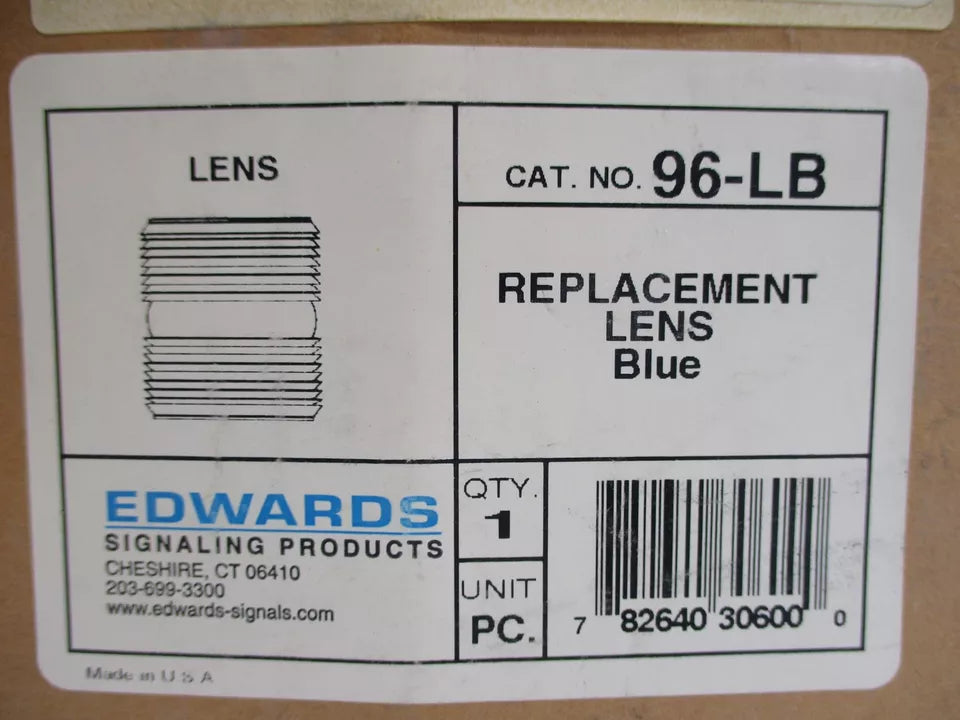 LENS
CAT. NO. 96-LB
REPLACEMENT
LENS
Blue
EDWARDS
SIGNALING PRODUCTS
CHESHIRE, CT 06410
203-699-3300
www.edwards-signals.com
QTY.
1
UNIT
PC.
7 82640 30600 0
Made in U S A